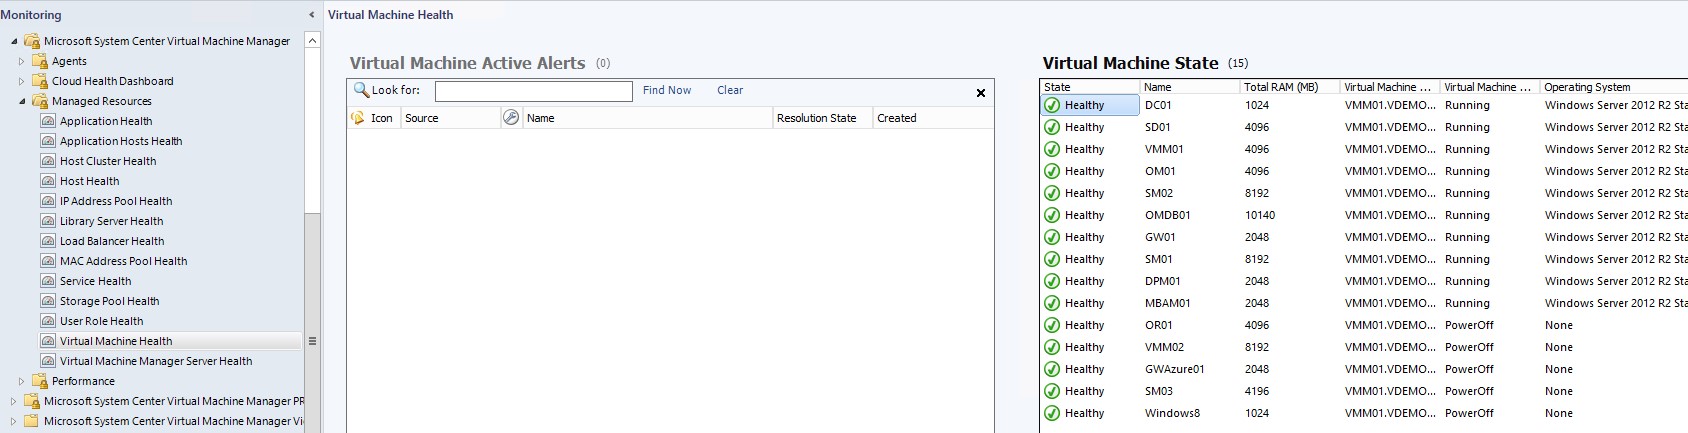 Monitoring
Microsoft System Center Virtual Machine Manager
Agents
Cloud Health Dashboard
Managed Resources
Application Health
Application Hosts Health
Host Cluster Health
Host Health
IP Address Pool Health
Library Server Health
Load Balancer Health
MAC Address Pool Health
Service Health
Storage Pool Health
User Role Health
Virtual Machine Health
Virtual Machine Manager Server Health
Performance
Microsoft System Center Virtual Machine Manager PR
Microsoft System Center Virtual Machine Manager Vi
Virtual Machine Health
Virtual Machine Active Alerts (0)
Look for: Find Now Clear
Icon Source Name Resolution State Created
Virtual Machine State (15)
State Name Total RAM (MB) Virtual Machine ... Virtual Machine ... Operating System
Healthy DC01 1024 VMM01.VDEMO... Running Windows Server 2012 R2 Sta
Healthy SD01 4096 VMM01.VDEMO... Running Windows Server 2012 R2 Sta
Healthy VMM01 4096 VMM01.VDEMO... Running Windows Server 2012 R2 Sta
Healthy OM01 4096 VMM01.VDEMO... Running Windows Server 2012 R2 Sta
Healthy SM02 8192 VMM01.VDEMO... Running Windows Server 2012 R2 Sta
Healthy OMDB01 10140 VMM01.VDEMO... Running Windows Server 2012 R2 Sta
Healthy GW01 2048 VMM01.VDEMO... Running Windows Server 2012 R2 Sta
Healthy SM01 8192 VMM01.VDEMO... Running Windows Server 2012 R2 Sta
Healthy DPM01 2048 VMM01.VDEMO... Running Windows Server 2012 R2 Sta
Healthy MBAM01 2048 VMM01.VDEMO... Running Windows Server 2012 R2 Sta
Healthy OR01 4096 VMM01.VDEMO... PowerOff None
Healthy VMM02 8192 VMM01.VDEMO... PowerOff None
Healthy GWAzure01 2048 VMM01.VDEMO... PowerOff None
Healthy SM03 4196 VMM01.VDEMO... PowerOff None
Healthy Windows8 1024 VMM01.VDEMO... PowerOff None